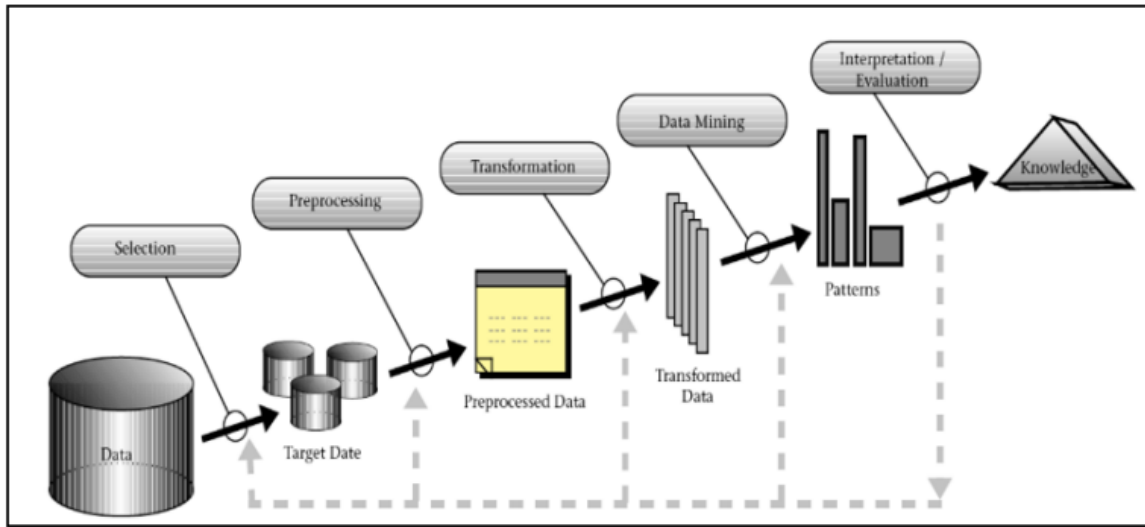 Interpretation /
Evaluation
Data Mining
Transformation
Preprocessing
Selection
Knowledge
Patterns
Transformed
Data
Preprocessed Data
Target Date
Data